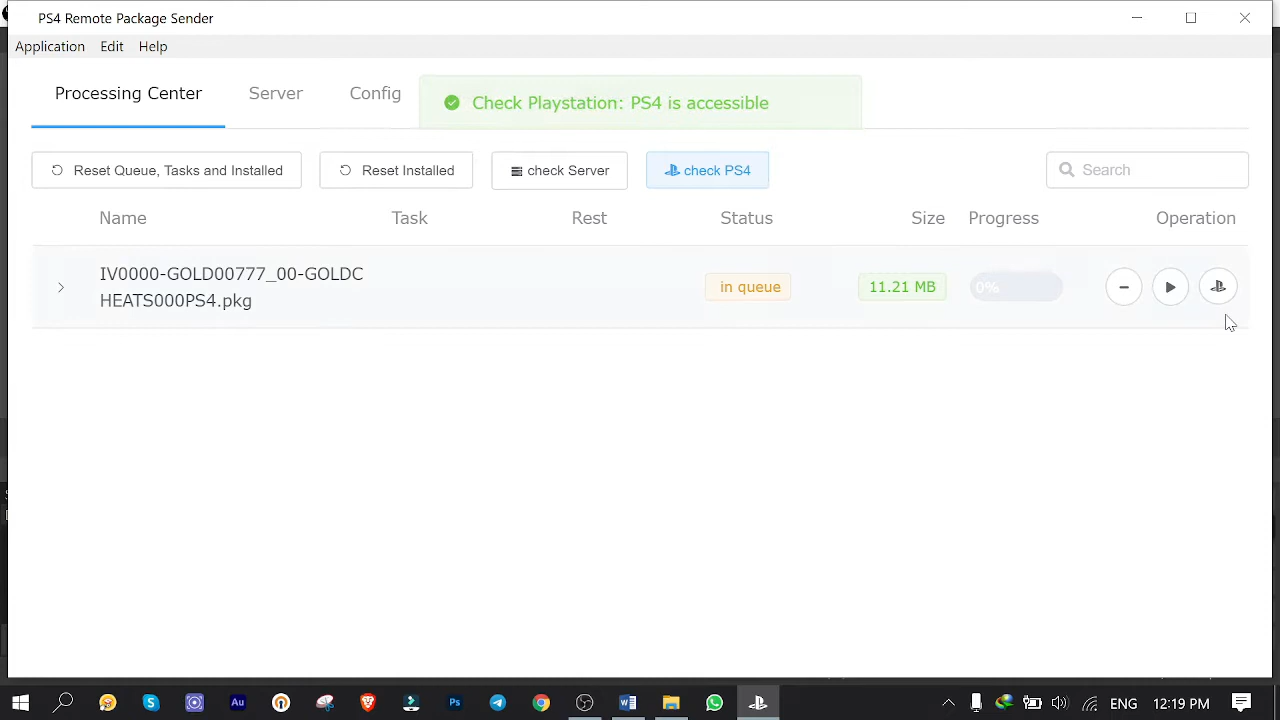 PS4 Remote Package Sender
Application Edit Help
Processing Center Server Config
Check Playstation: PS4 is accessible
Reset Queue, Tasks and Installed Reset Installed check Server check PS4 Search
Name Task Rest Status Size Progress Operation
IV0000-GOLD00777_00-GOLDC
HEATS000PS4.pkg
in queue 11.21 MB 0%
Au Ps ENG 12:19 PM